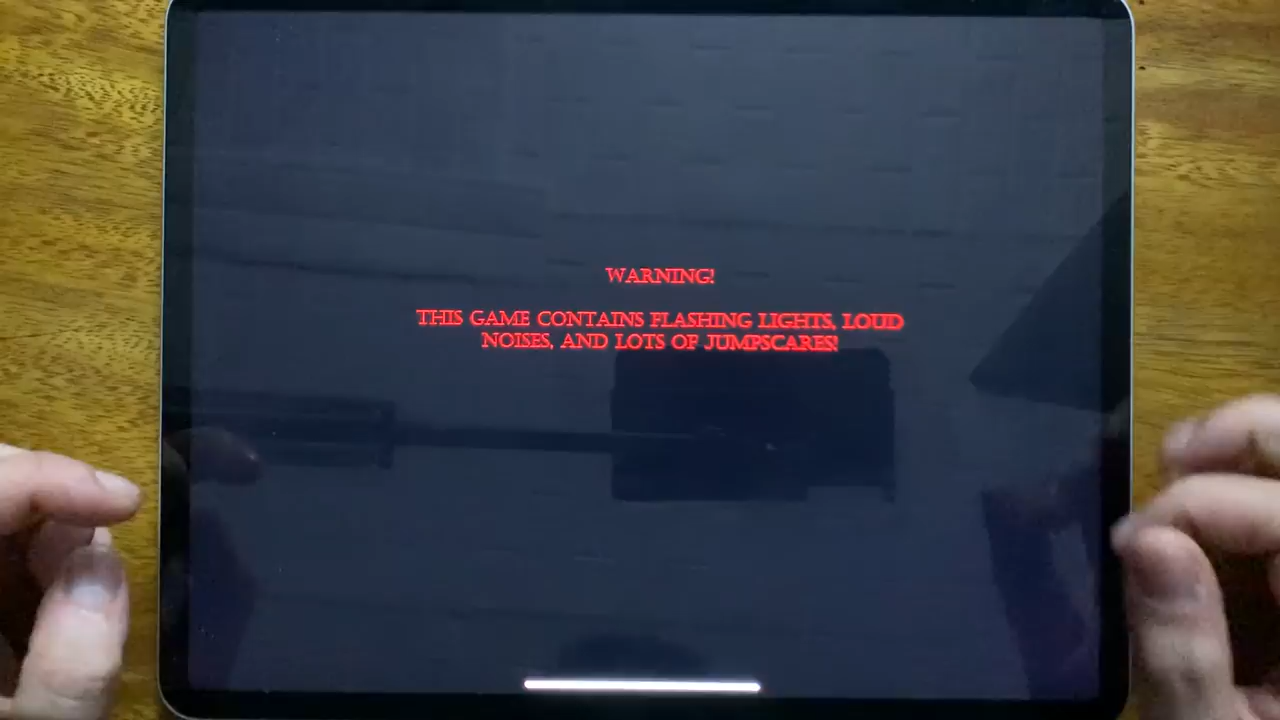 WARNING!
THIS GAME CONTAINS FLASHING LIGHTS, LOUD
NOISES, AND LOTS OF JUMPSCARES!